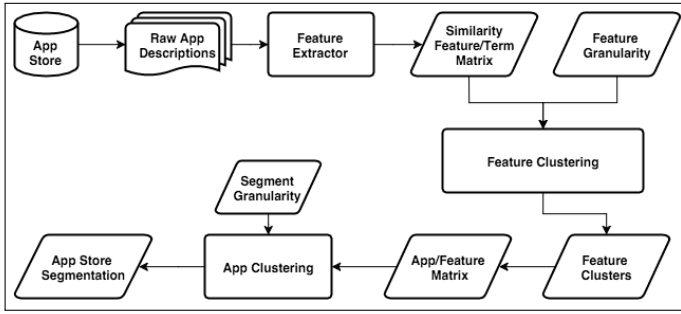 App
Store
Raw App
Descriptions
Feature
Extractor
Similarity
Feature/Term
Matrix
Feature
Granularity
Feature Clustering
Segment
Granularity
App Store
Segmentation
App Clustering
App/Feature
Matrix
Feature
Clusters